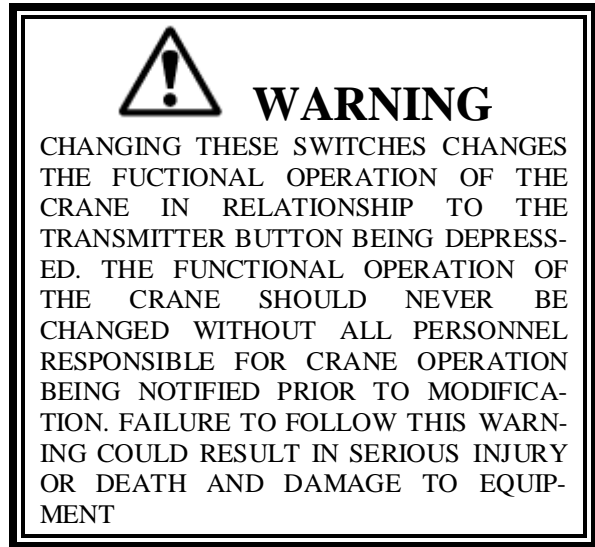 WARNING
CHANGING THESE SWITCHES CHANGES
THE FUCTIONAL OPERATION OF THE
CRANE IN RELATIONSHIP TO THE
TRANSMITTER BUTTON BEING DEPRESS-
ED. THE FUNCTIONAL OPERATION OF
THE CRANE SHOULD NEVER BE
CHANGED WITHOUT ALL PERSONNEL
RESPONSIBLE FOR CRANE OPERATION
BEING NOTIFIED PRIOR TO MODIFICA-
TION. FAILURE TO FOLLOW THIS WARN-
ING COULD RESULT IN SERIOUS INJURY
OR DEATH AND DAMAGE TO EQUIP-
MENT